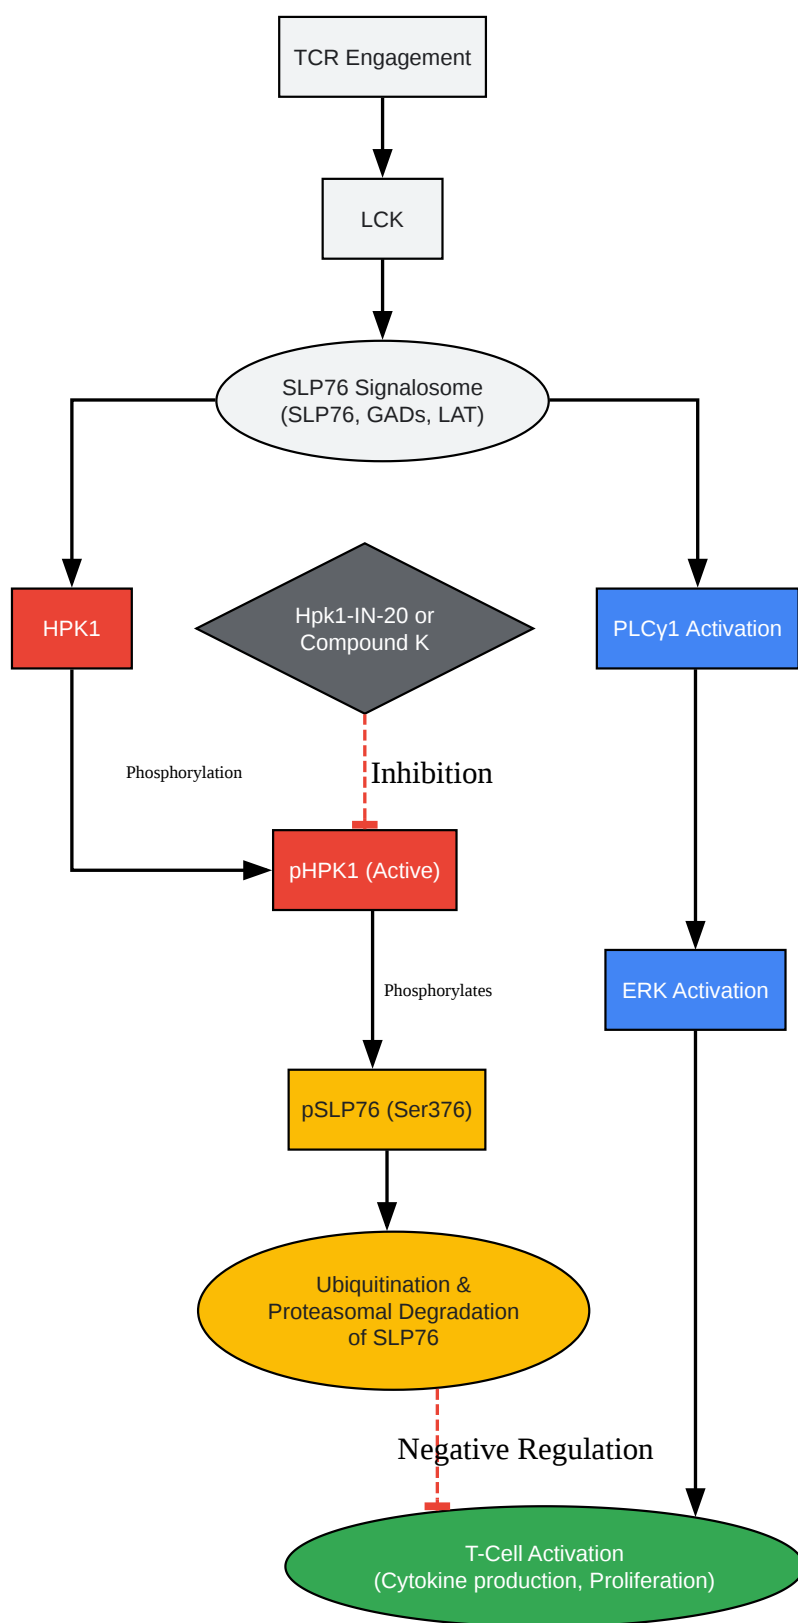 TCR Engagement
LCK
SLP76 Signalosome
(SLP76, GADs, LAT)
Hpk1-IN-20 or
Compound K
HPK1
PLCγ1 Activation
Phosphorylation
Inhibition
pHPK1 (Active)
Phosphorylates
ERK Activation
pSLP76 (Ser376)
Ubiquitination &
Proteasomal Degradation
of SLP76
Negative Regulation
T-Cell Activation
(Cytokine production, Proliferation)